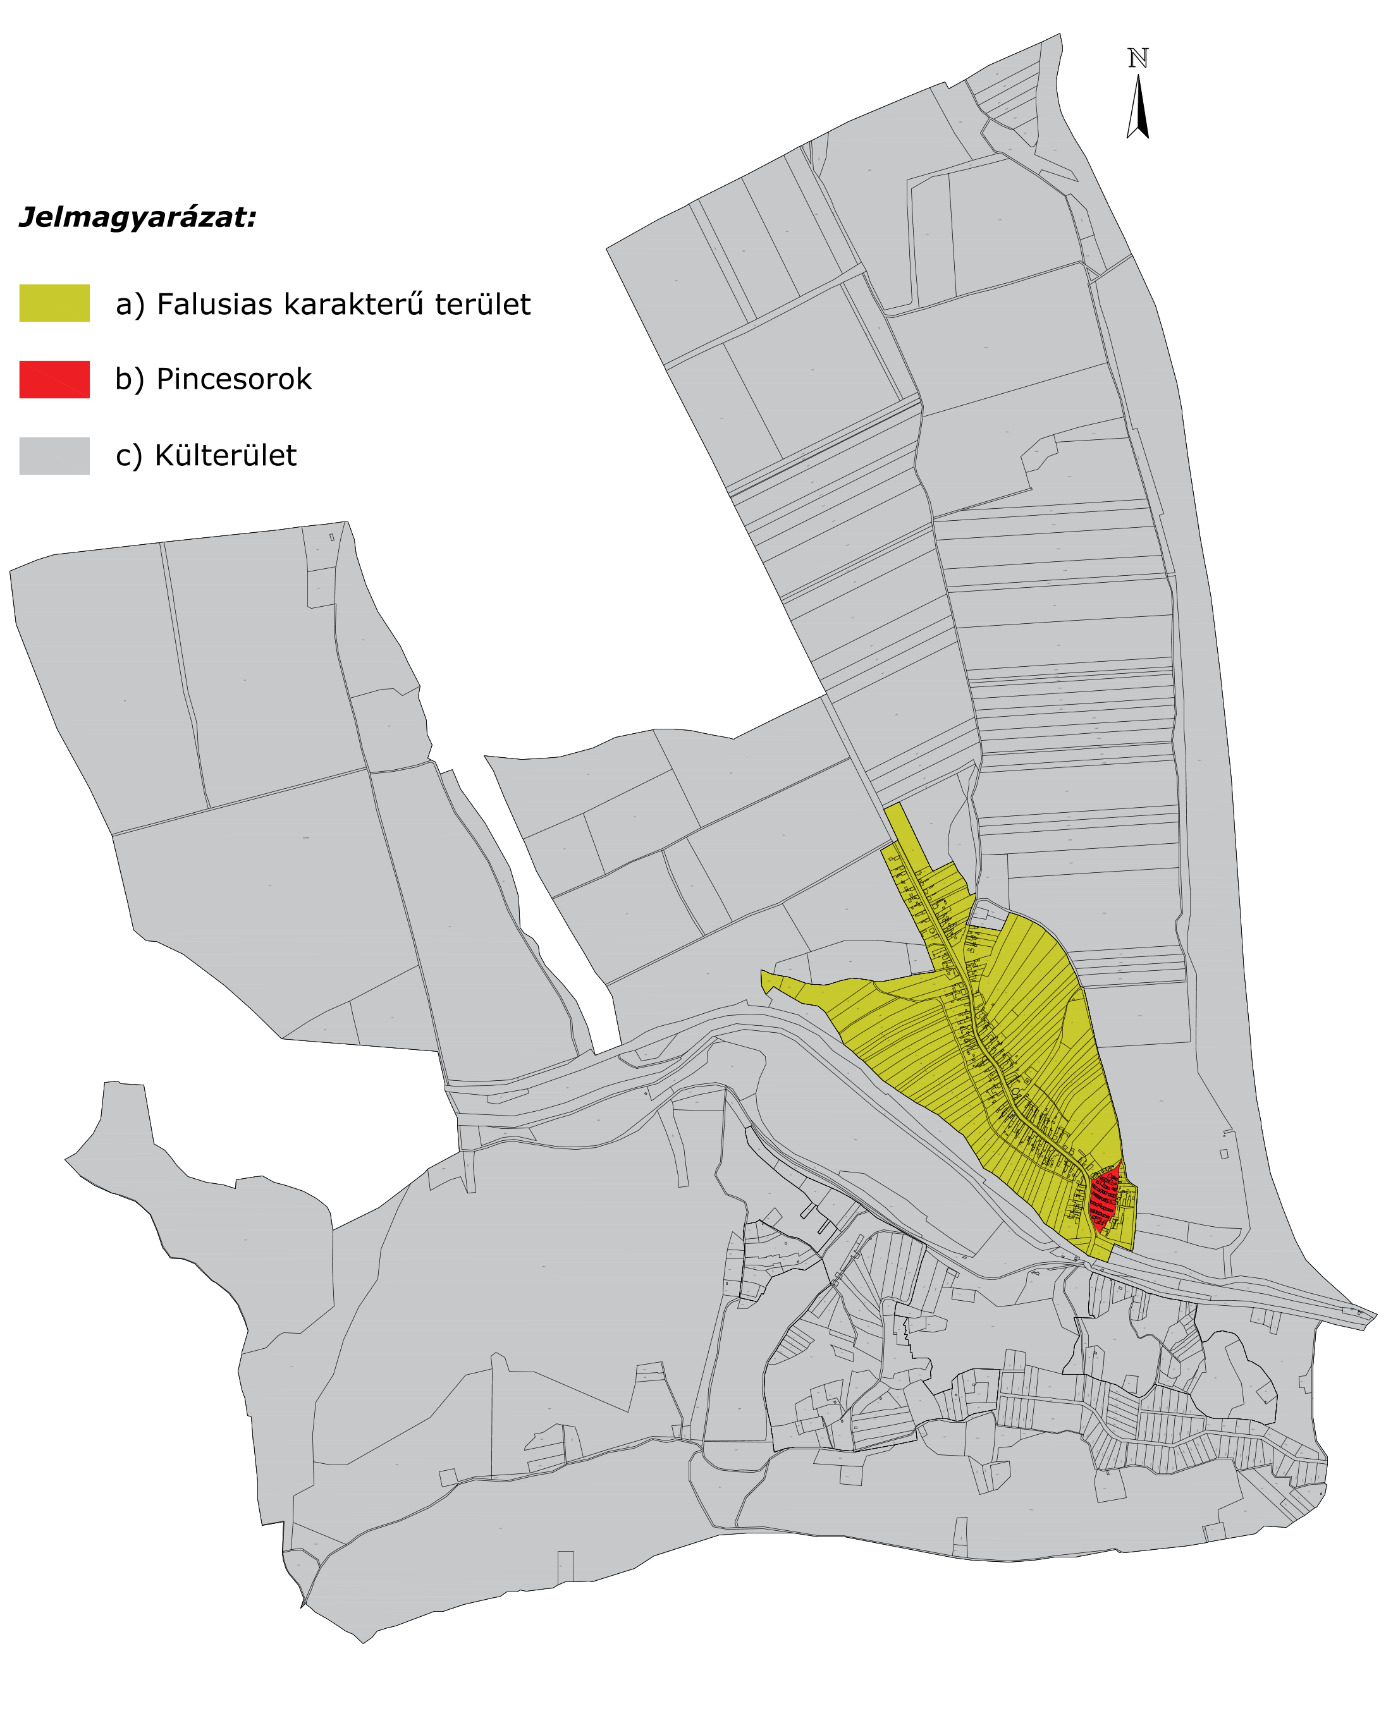 N
Jelmagyarázat:
a) Falusias karakterű terület
b) Pincesorok
c) Külterület